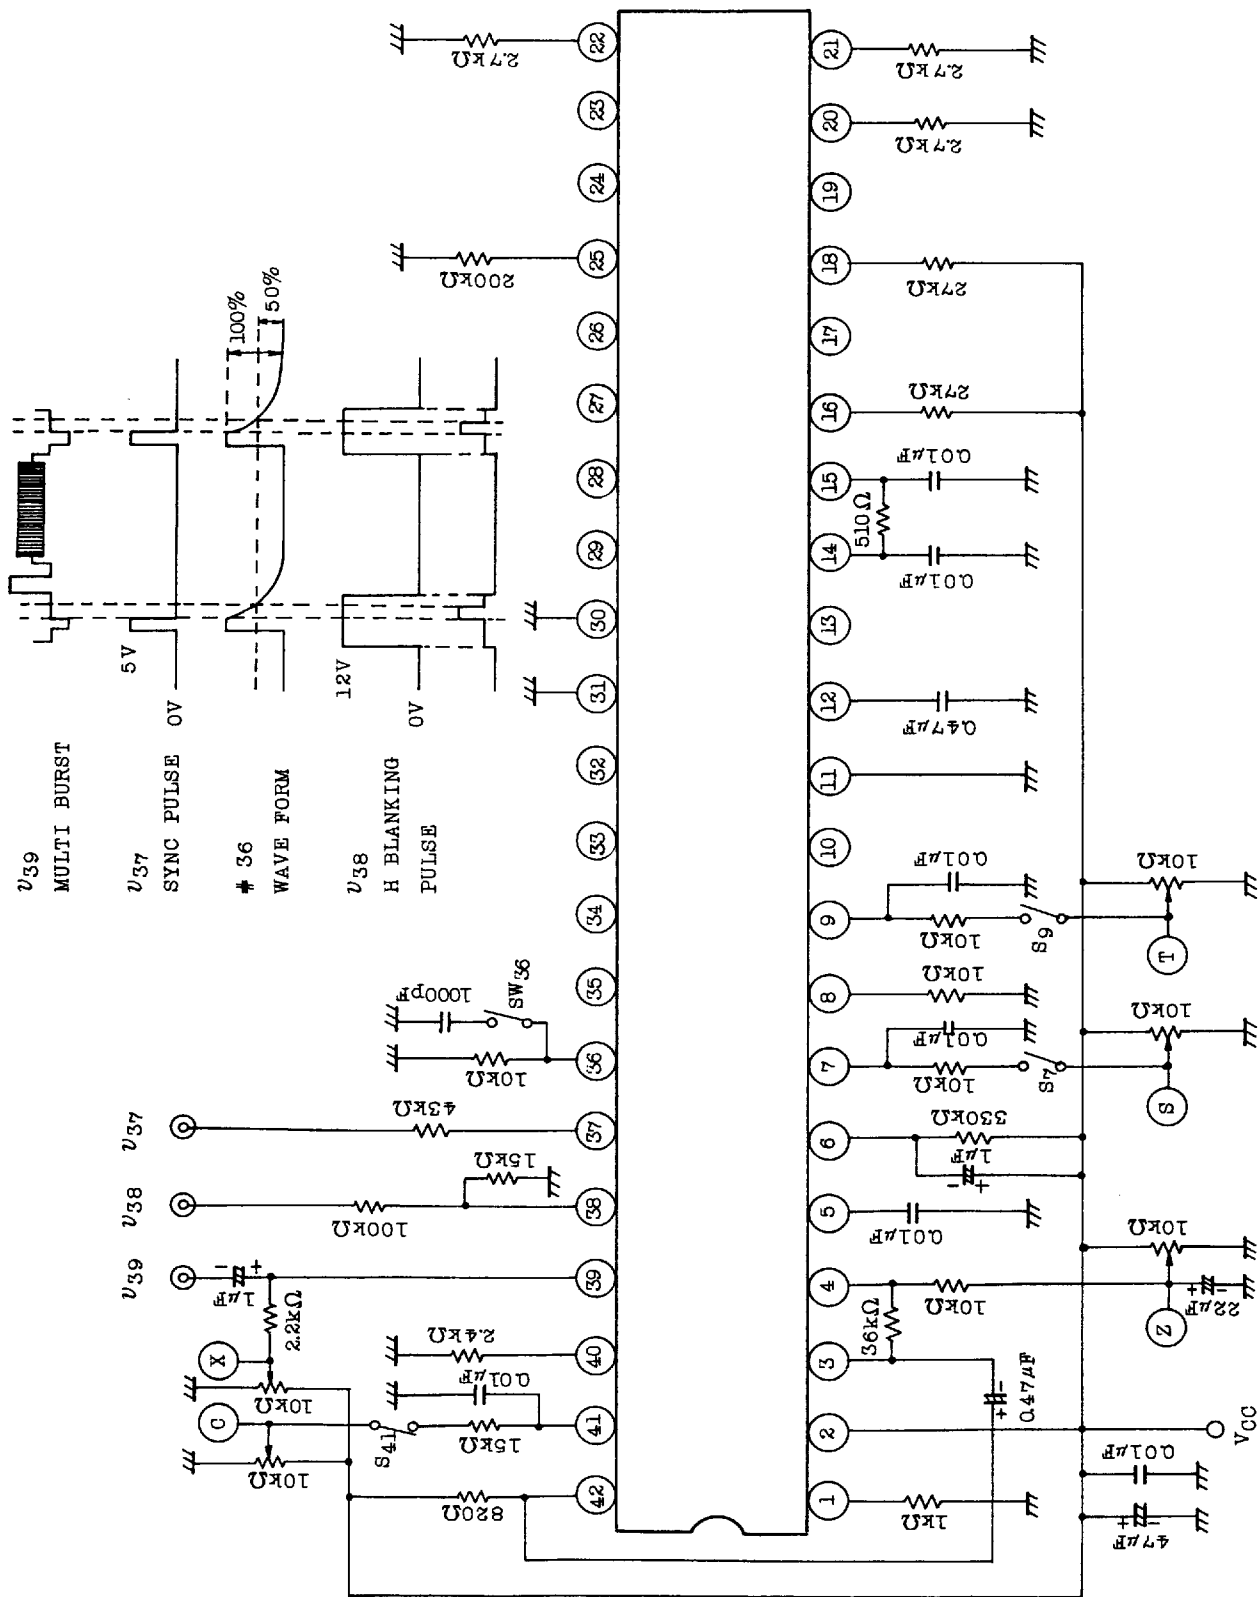 v39
MULTI BURST
v37
SYNC PULSE
5V
0V
# 36
WAVE FORM
100%
50%
v38
H BLANKING
PULSE
12V
0V
v37
v38
v39
1μF
- +
2.2kΩ
X
10kΩ
C
10kΩ
S41
15kΩ
0.01μF
2.4kΩ
820Ω
100kΩ
15kΩ
43kΩ
10kΩ
1000pF
SW36
200kΩ
2.7kΩ
42
41
40
39
38
37
36
35
34
33
32
31
30
29
28
27
26
25
24
23
22
1
2
3
4
5
6
7
8
9
10
11
12
13
14
15
16
17
18
19
20
21
1kΩ
47μF
+ -
0.01μF
VCC
0.47μF
+ -
36kΩ
10kΩ
Z
10kΩ
22μF
+ -
0.01μF
1μF
- +
330kΩ
0.01μF
10kΩ
S7
S
10kΩ
10kΩ
0.01μF
10kΩ
S9
T
10kΩ
0.47μF
0.01μF
510Ω
0.01μF
27kΩ
27kΩ
2.7kΩ
2.7kΩ